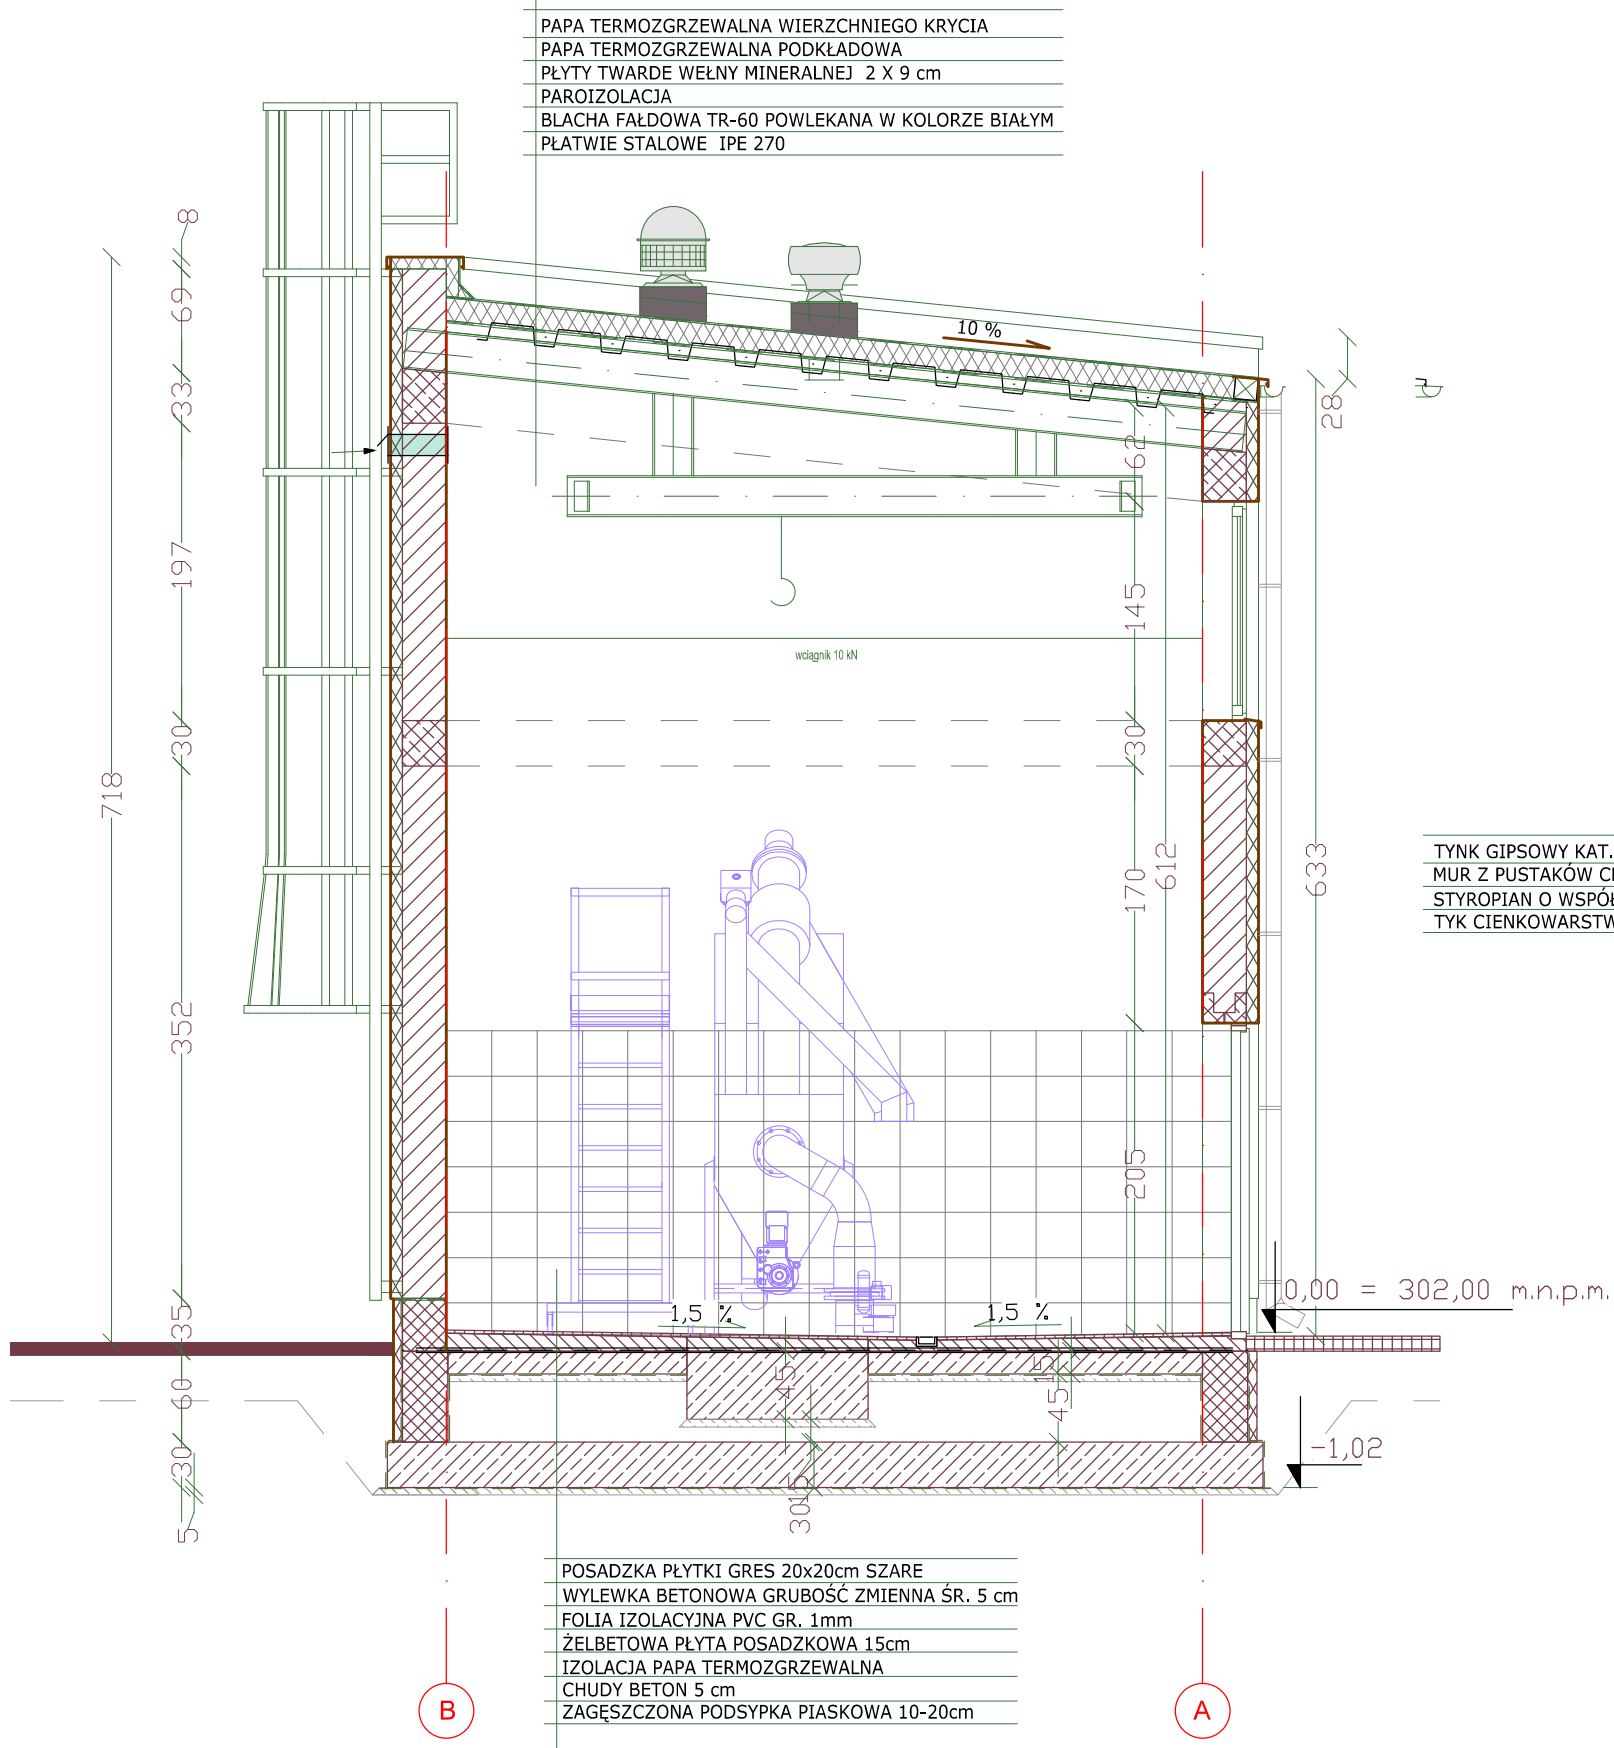 PAPA TERMOZGRZEWALNA WIERZCHNIEGO KRYCIA
PAPA TERMOZGRZEWALNA PODKŁADOWA
PŁYTY TWARDE WEŁNY MINERALNEJ 2 X 9 cm
PAROIZOLACJA
BLACHA FAŁDOWA TR-60 POWLEKANA W KOLORZE BIAŁYM
PŁATWIE STALOWE IPE 270
8
69
33
197
30
718
352
35
60
30
5
10 %
28
62
145
wciągnik 10 kN
30
170
612
633
205
TYNK GIPSOWY KAT.
MUR Z PUSTAKÓW
STYROPIAN O
TYK
0,00 = 302,00 m.n.p.m.
1,5 %
1,5 %
45
15
45
-1,02
15
30
POSADZKA PŁYTKI GRES 20x20cm SZARE
WYLEWKA BETONOWA GRUBOŚĆ ZMIENNA ŚR. 5 cm
FOLIA IZOLACYJNA PVC GR. 1mm
ŻELBETOWA PŁYTA POSADZKOWA 15cm
IZOLACJA PAPA TERMOZGRZEWALNA
CHUDY BETON 5 cm
ZAGĘSZCZONA PODSYPKA PIASKOWA 10-20cm
B
A